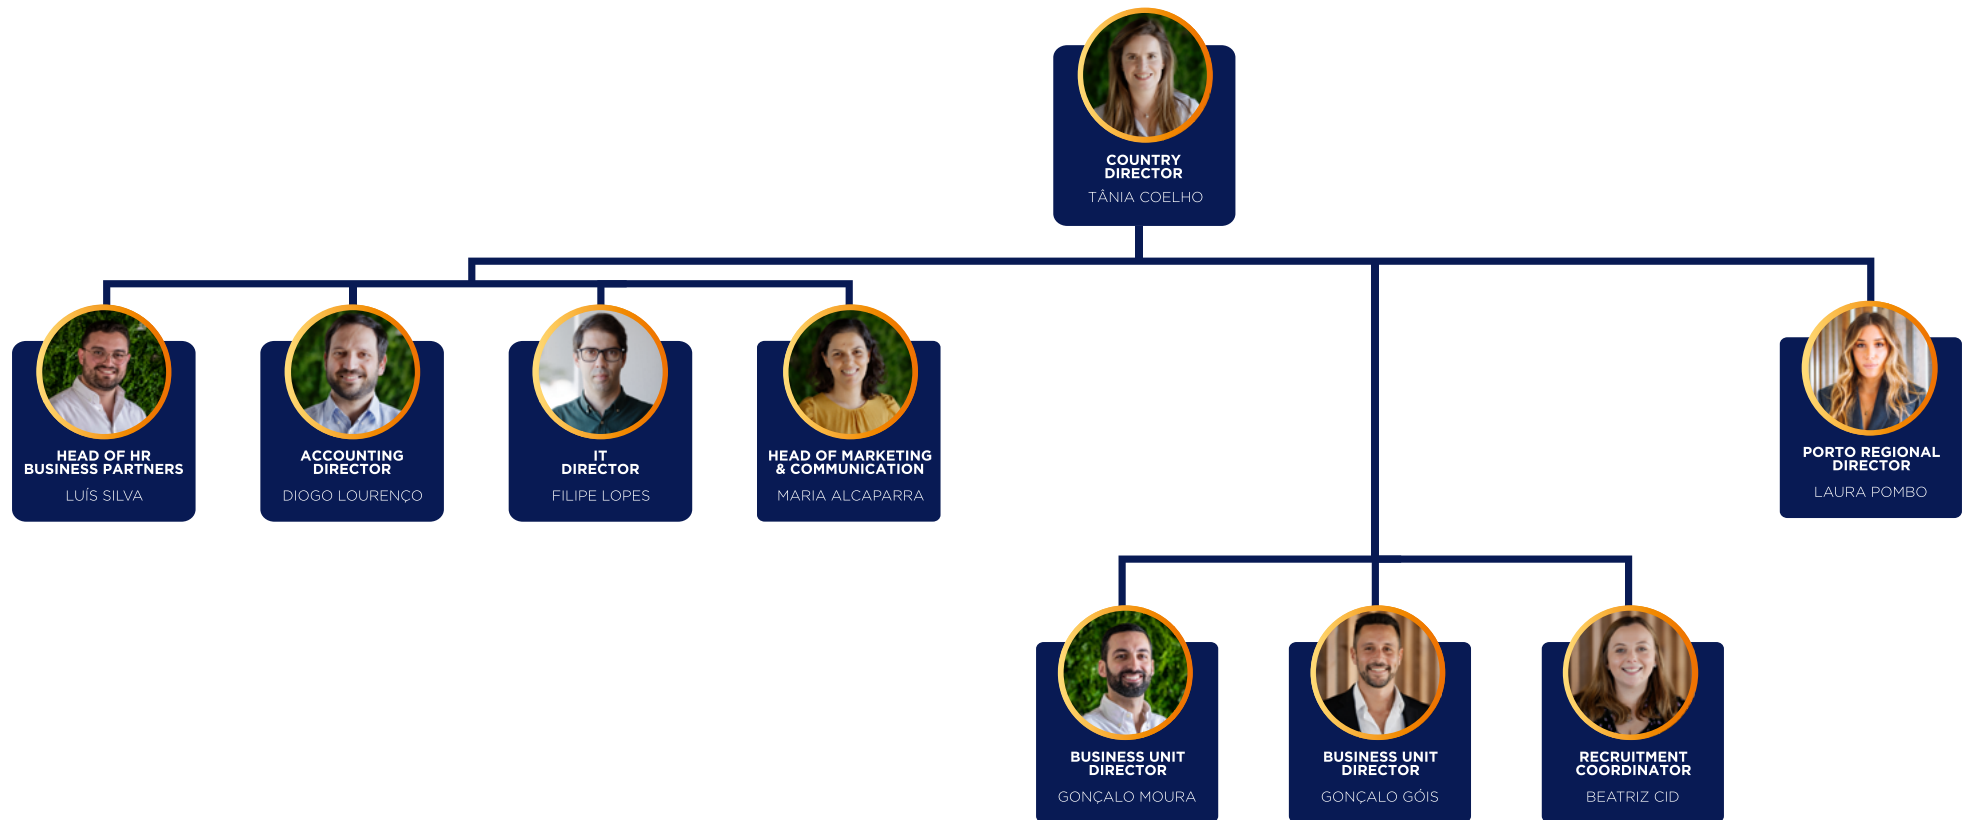 COUNTRY
DIRECTOR
TÂNIA COELHO
HEAD OF HR
BUSINESS PARTNERS
LUÍS SILVA
ACCOUNTING
DIRECTOR
DIOGO LOURENÇO
IT
DIRECTOR
FILIPE LOPES
HEAD OF MARKETING
& COMMUNICATION
MARIA ALCAPARRA
PORTO REGIONAL
DIRECTOR
LAURA POMBO
BUSINESS UNIT
DIRECTOR
GONÇALO MOURA
BUSINESS UNIT
DIRECTOR
GONÇALO GÓIS
RECRUITMENT
COORDINATOR
BEATRIZ CID